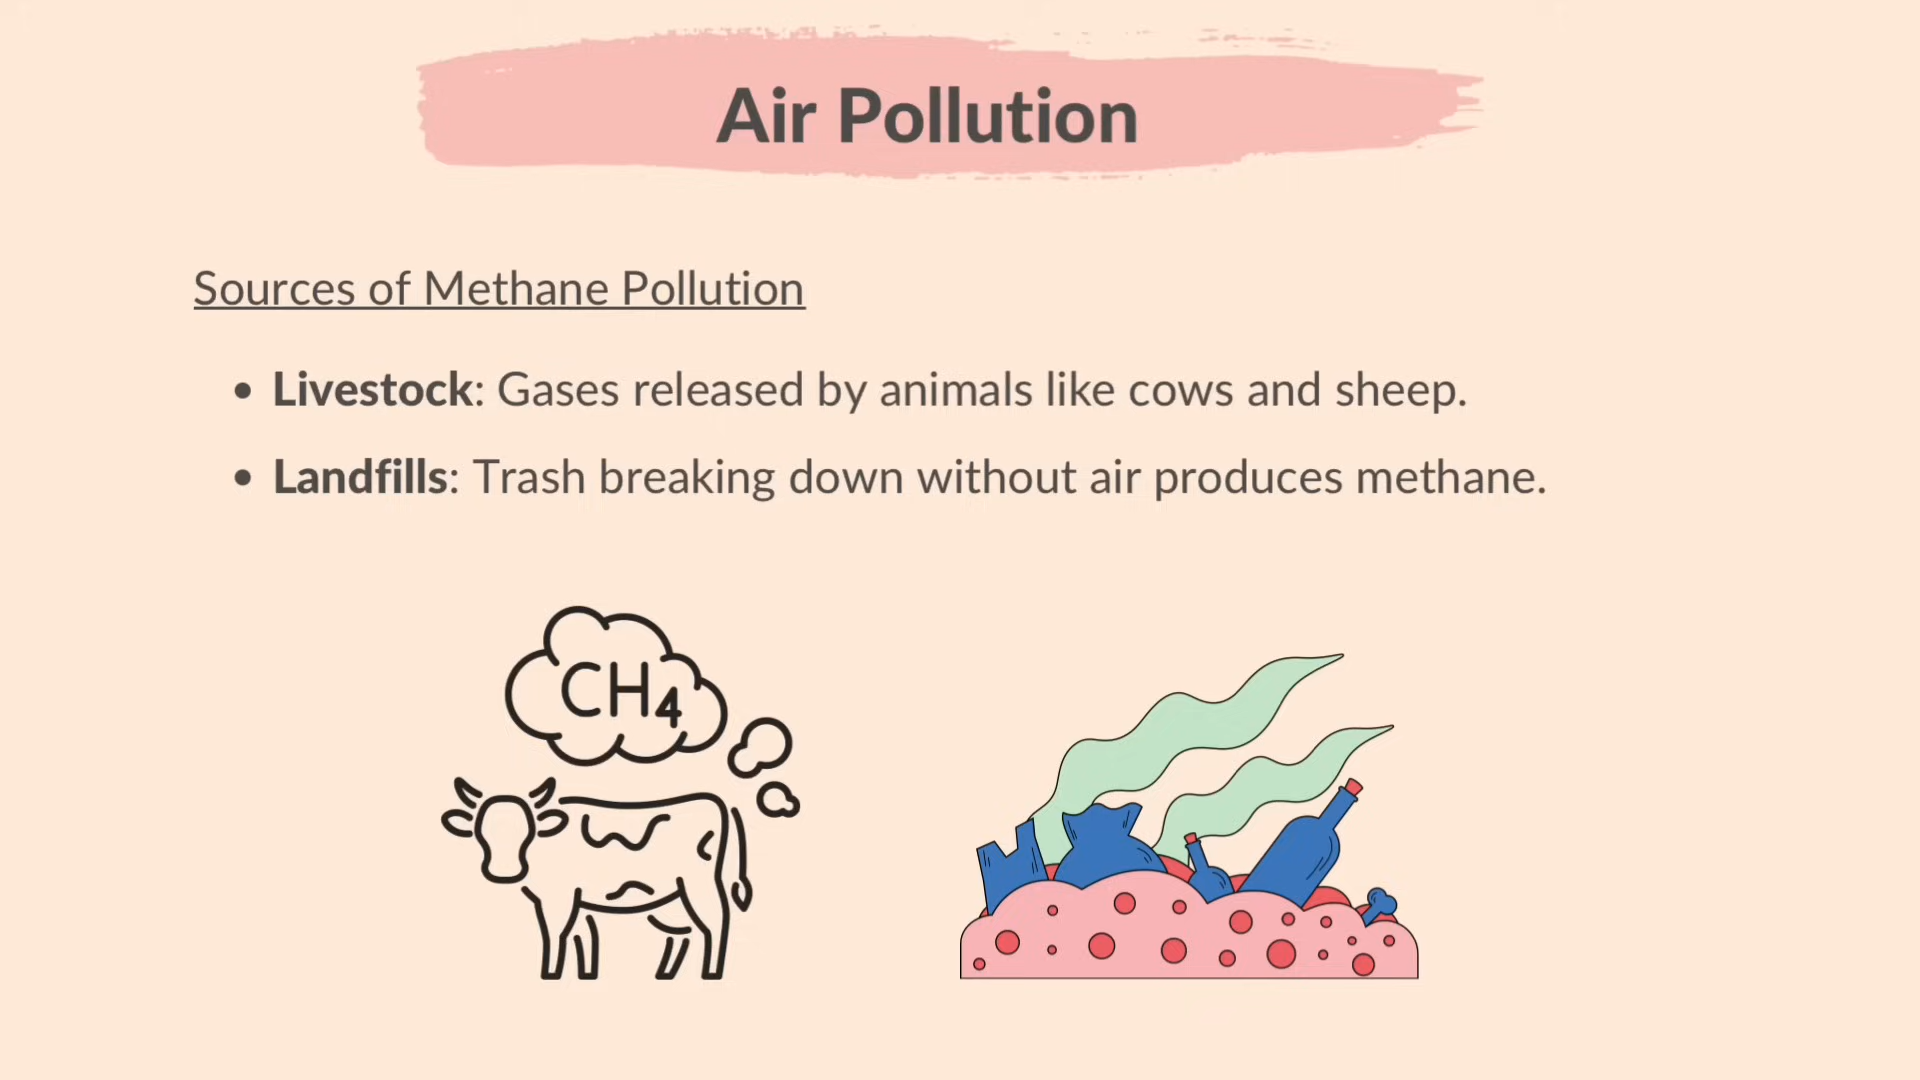 Air Pollution
Sources of Methane Pollution
• Livestock: Gases released by animals like cows and sheep.
• Landfills: Trash breaking down without air produces methane.
CH₄